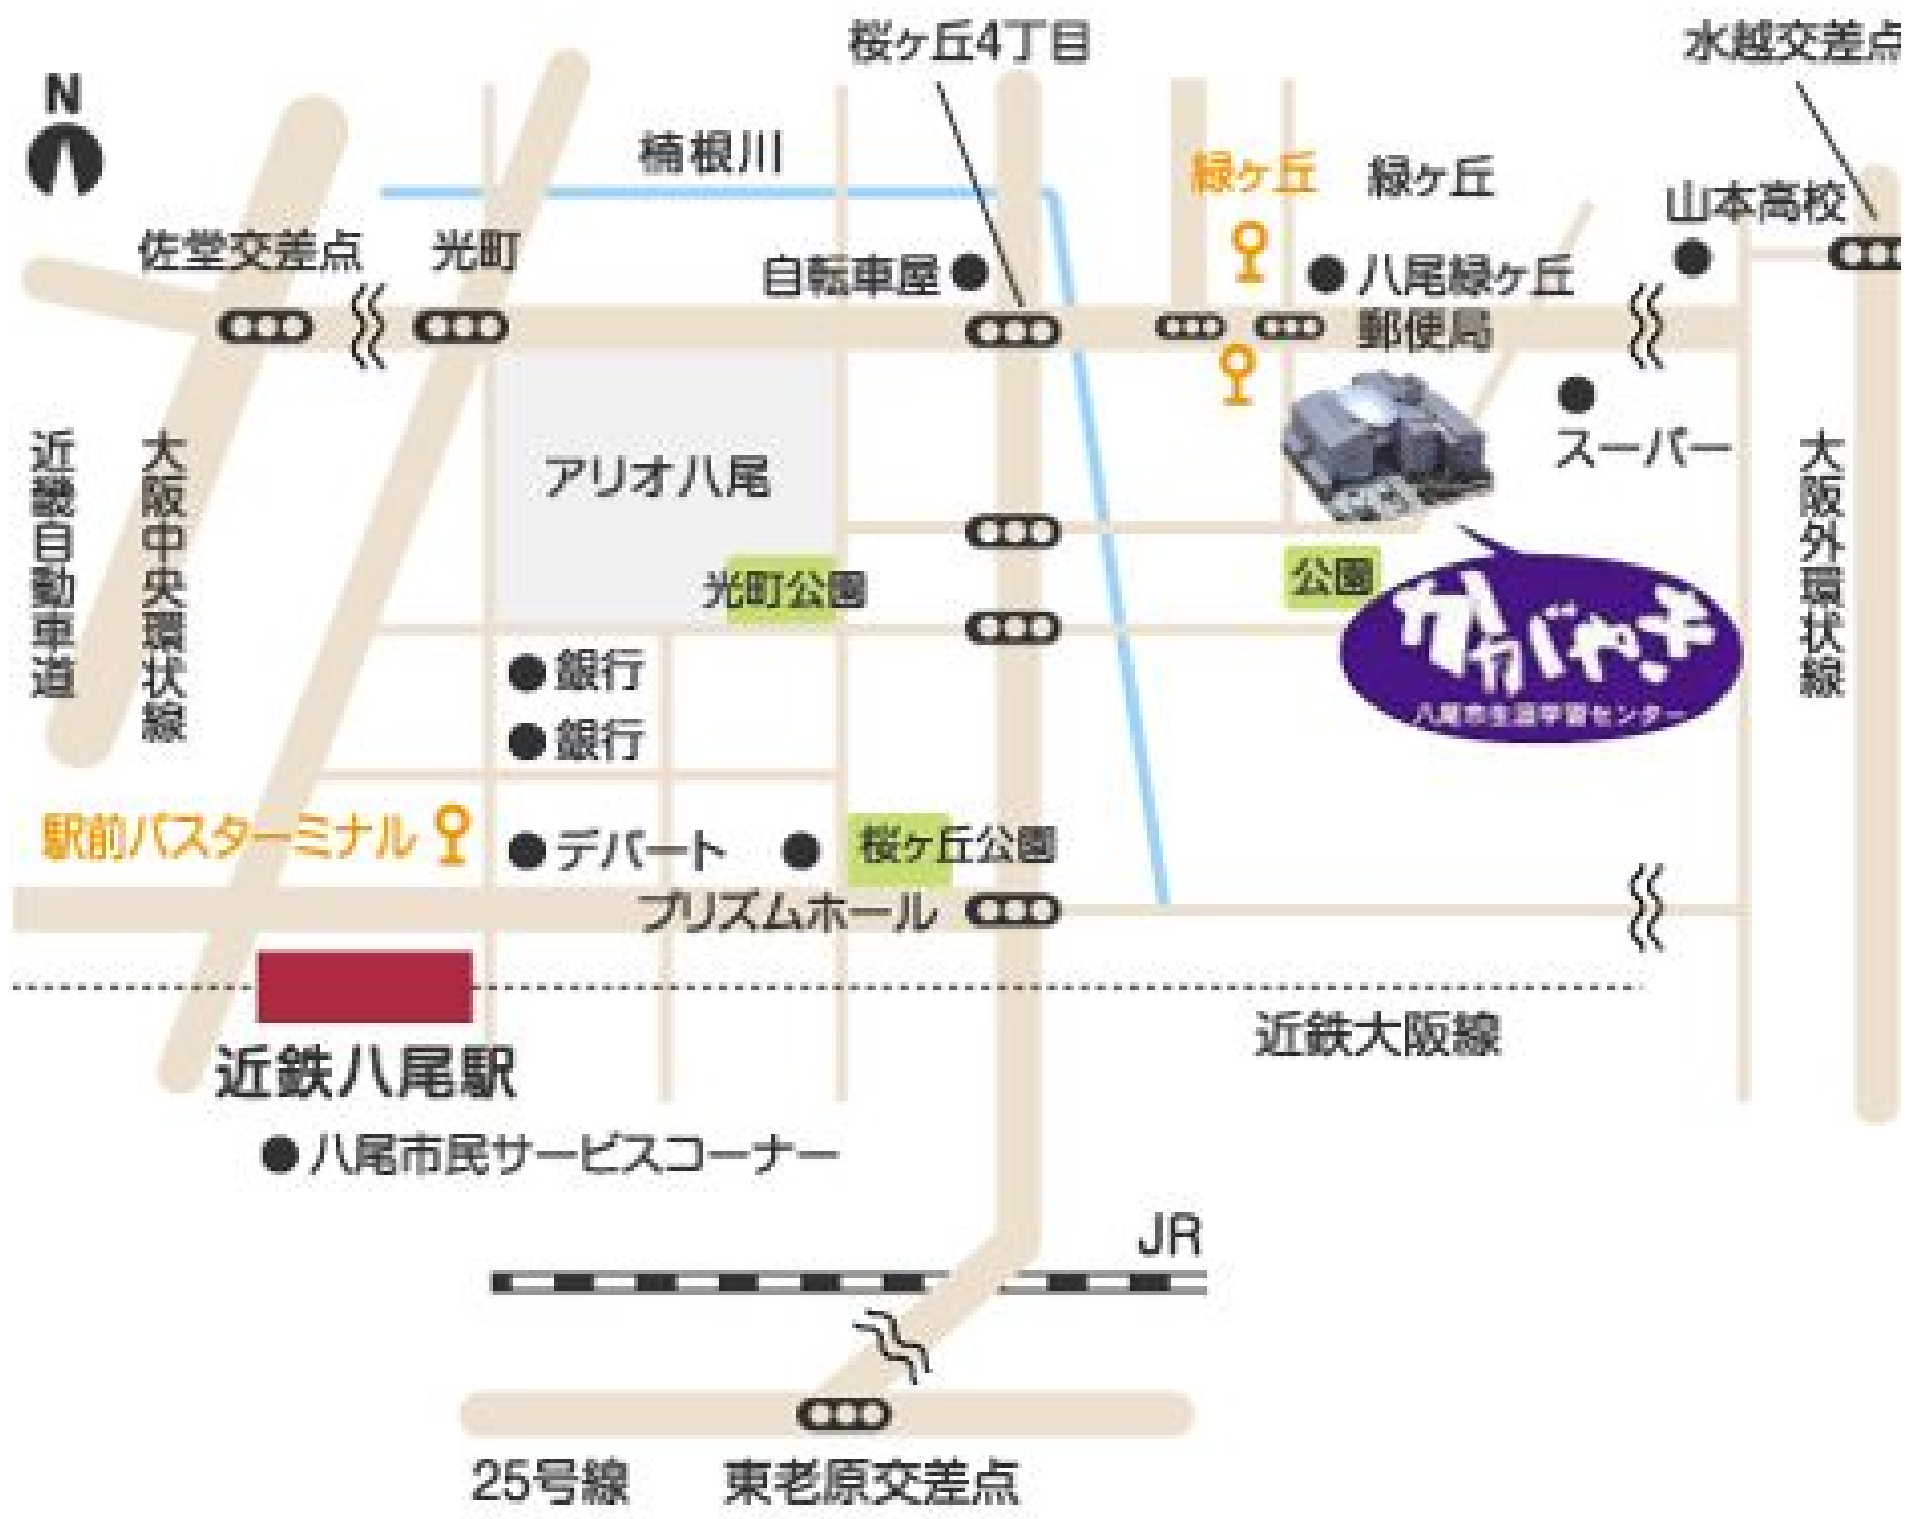 桜ヶ丘4丁目
水越交差点
N
楠根川
緑ヶ丘
緑ヶ丘
山本高校
佐堂交差点
光町
自転車屋
八尾緑ヶ丘
郵便局
アリオ八尾
スーパー
近畿自動車道
大阪中央環状線
大阪外環状線
光町公園
公園
かがやき
八尾市生涯学習センター
銀行
銀行
駅前バスターミナル
デパート
桜ヶ丘公園
プリズムホール
近鉄大阪線
近鉄八尾駅
八尾市民サービスコーナー
JR
25号線
東老原交差点